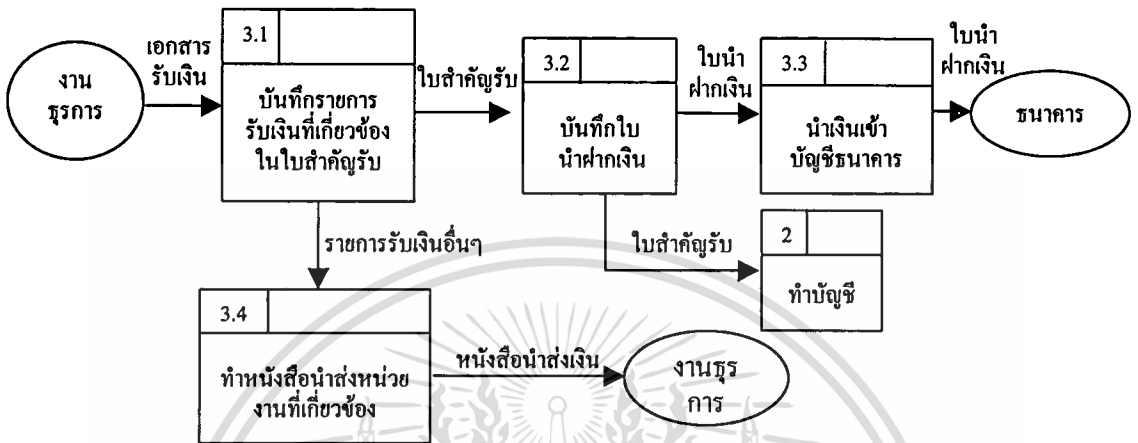 งาน
ธุรการ
เอกสาร
รับเงิน
3.1
บันทึกรายการ
รับเงินที่เกี่ยวข้อง
ในใบสำคัญรับ
ใบสำคัญรับ
3.2
บันทึกใบ
นำฝากเงิน
ใบนำ
ฝากเงิน
3.3
นำเงินเข้า
บัญชีธนาคาร
ใบนำ
ฝากเงิน
ธนาคาร
รายการรับเงินอื่นๆ
ใบสำคัญรับ
2
ทำบัญชี
3.4
ทำหนังสือนำส่งหน่วย
งานที่เกี่ยวข้อง
หนังสือนำส่งเงิน
งานธุร
การ